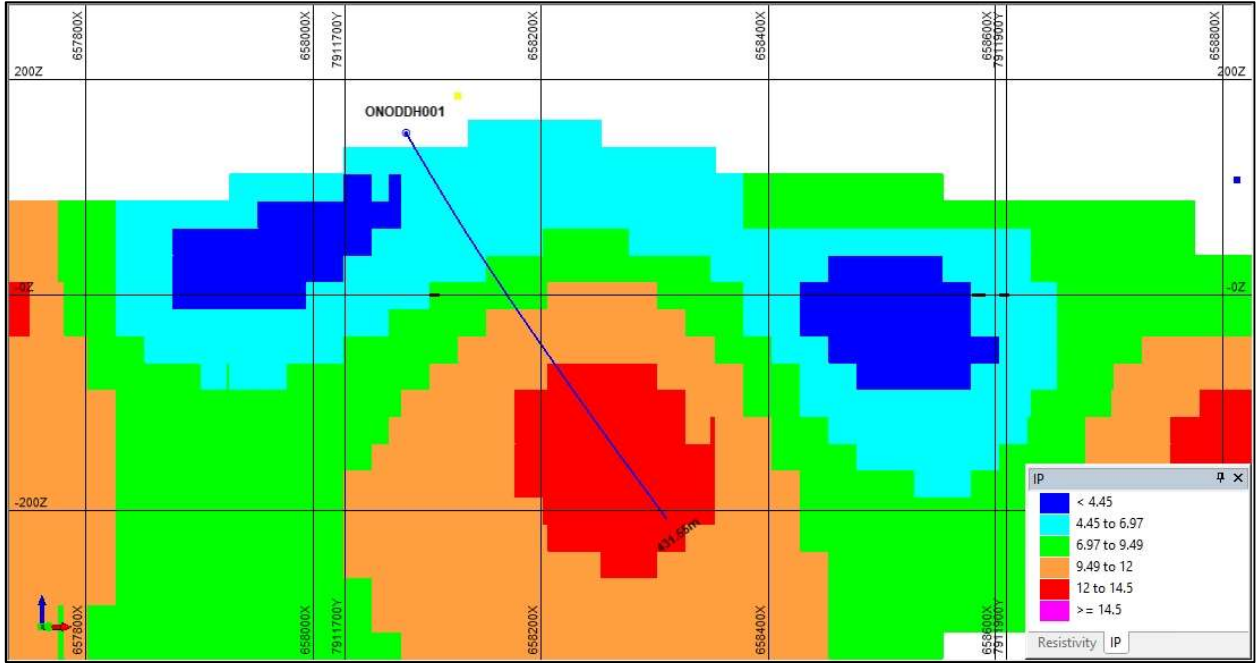 657800X
658000X
7911700Y
658200X
658400X
658600X
7911900Y
658800X
200Z
200Z
ONODDH001
-0Z
-0Z
-200Z
431.55m
657800X
658000X
7911700Y
658200X
658400X
658600X
7911900Y
IP
< 4.45
4.45 to 6.97
6.97 to 9.49
9.49 to 12
12 to 14.5
>= 14.5
Resistivity
IP